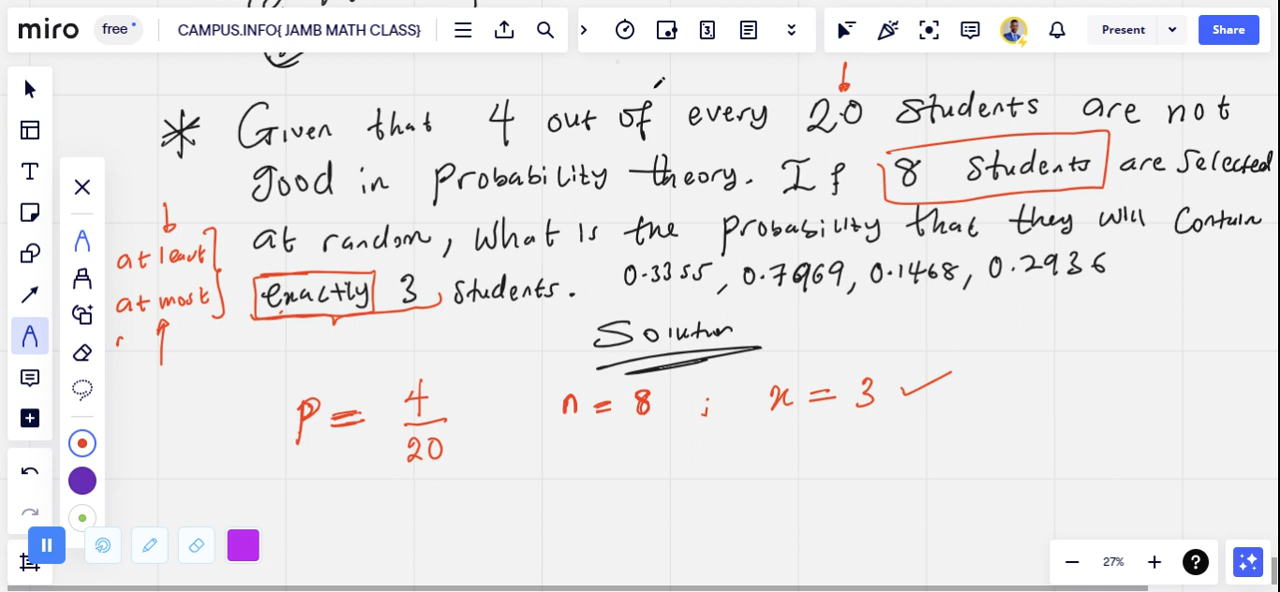 miro free CAMPUS.INFO{ JAMB MATH CLASS} Present Share
* Given that 4 out of every 20 students are not
good in probability theory. If 8 students are selected
at random, what is the probability that they will contain
exactly 3 students. 0.3355, 0.7969, 0.1468, 0.2936
at least
at most
Solution
P = 4/20 n = 8 ; x = 3 ✓
27%